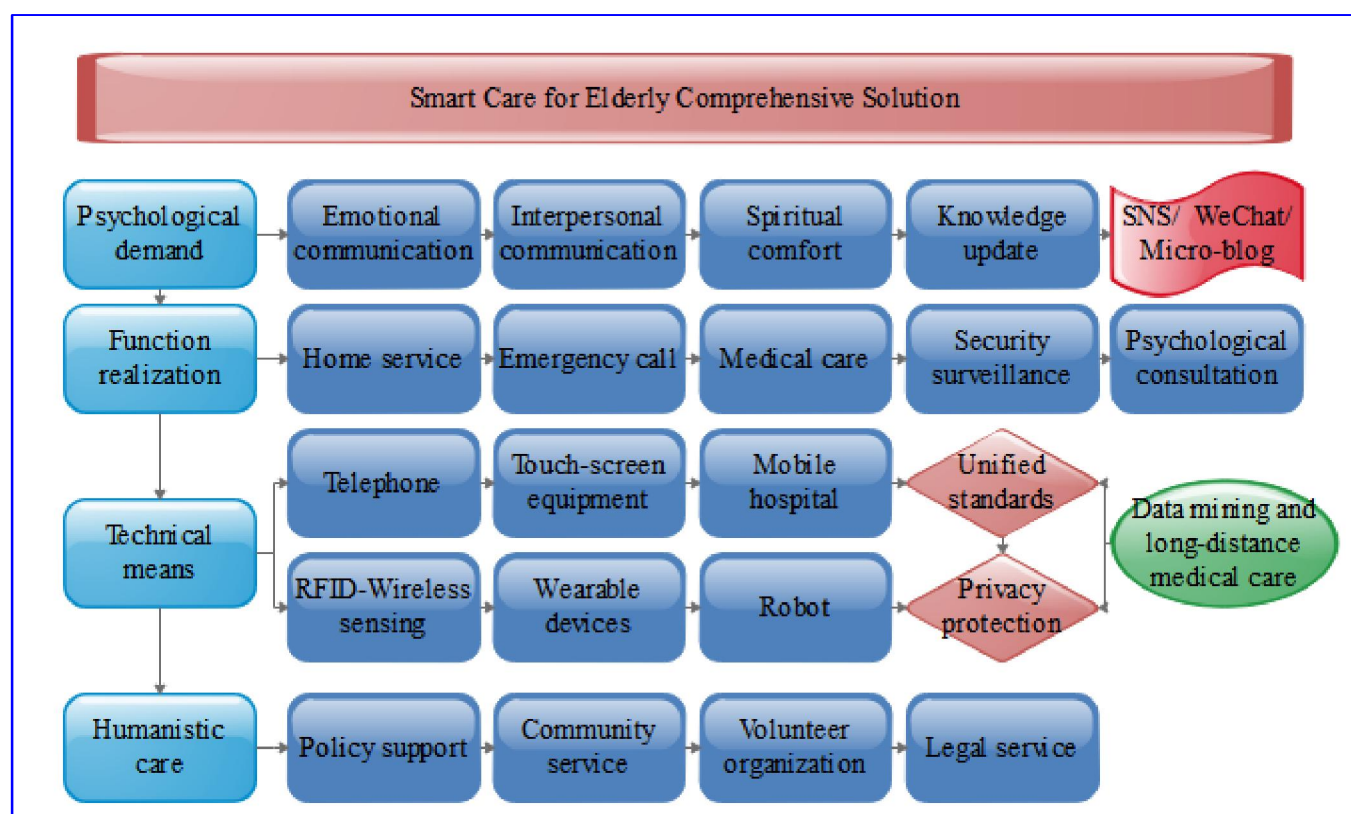 Smart Care for Elderly Comprehensive Solution
Psychological
demand
Emotional
communication
Interpersonal
communication
Spiritual
comfort
Knowledge
update
SNS/ WeChat/
Micro-blog
Function
realization
Home service
Emergency call
Medical care
Security
surveillance
Psychological
consultation
Technical
means
Telephone
Touch-screen
equipment
Mobile
hospital
Unified
standards
Data mining and
long-distance
medical care
RFID-Wireless
sensing
Wearable
devices
Robot
Privacy
protection
Humanistic
care
Policy support
Community
service
Volunteer
organization
Legal service